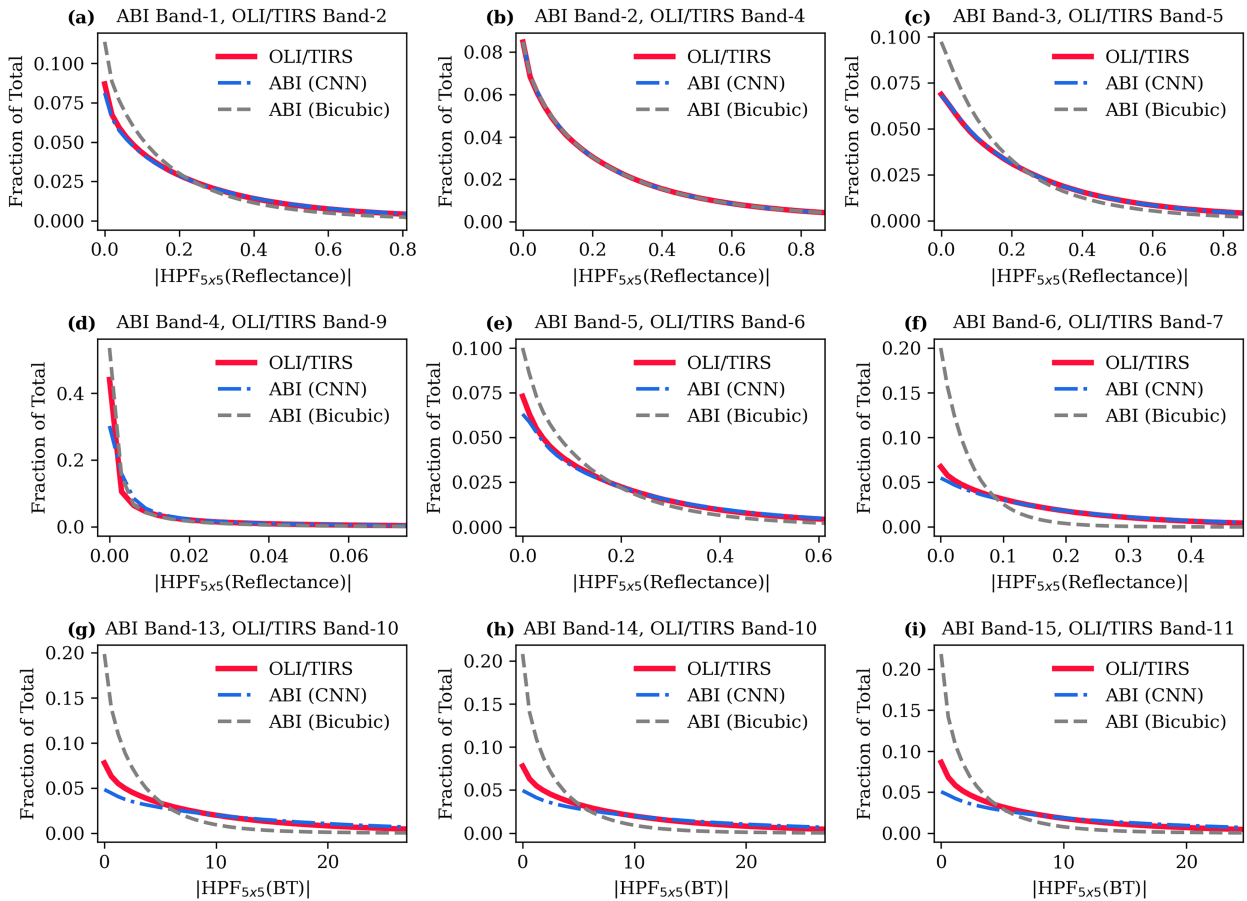 (a) ABI Band-1, OLI/TIRS Band-2
Fraction of Total
0.100
0.075
0.050
0.025
0.000
OLI/TIRS
ABI (CNN)
ABI (Bicubic)
0.0 0.2 0.4 0.6 0.8
|HPF5x5(Reflectance)|
(b) ABI Band-2, OLI/TIRS Band-4
Fraction of Total
0.08
0.06
0.04
0.02
0.00
OLI/TIRS
ABI (CNN)
ABI (Bicubic)
0.0 0.2 0.4 0.6 0.8
|HPF5x5(Reflectance)|
(c) ABI Band-3, OLI/TIRS Band-5
Fraction of Total
0.100
0.075
0.050
0.025
0.000
OLI/TIRS
ABI (CNN)
ABI (Bicubic)
0.0 0.2 0.4 0.6 0.8
|HPF5x5(Reflectance)|
(d) ABI Band-4, OLI/TIRS Band-9
Fraction of Total
0.4
0.2
0.0
OLI/TIRS
ABI (CNN)
ABI (Bicubic)
0.00 0.02 0.04 0.06
|HPF5x5(Reflectance)|
(e) ABI Band-5, OLI/TIRS Band-6
Fraction of Total
0.100
0.075
0.050
0.025
0.000
OLI/TIRS
ABI (CNN)
ABI (Bicubic)
0.0 0.2 0.4 0.6
|HPF5x5(Reflectance)|
(f) ABI Band-6, OLI/TIRS Band-7
Fraction of Total
0.20
0.15
0.10
0.05
0.00
OLI/TIRS
ABI (CNN)
ABI (Bicubic)
0.0 0.1 0.2 0.3 0.4
|HPF5x5(Reflectance)|
(g) ABI Band-13, OLI/TIRS Band-10
Fraction of Total
0.20
0.15
0.10
0.05
0.00
OLI/TIRS
ABI (CNN)
ABI (Bicubic)
0 10 20
|HPF5x5(BT)|
(h) ABI Band-14, OLI/TIRS Band-10
Fraction of Total
0.20
0.15
0.10
0.05
0.00
OLI/TIRS
ABI (CNN)
ABI (Bicubic)
0 10 20
|HPF5x5(BT)|
(i) ABI Band-15, OLI/TIRS Band-11
Fraction of Total
0.20
0.15
0.10
0.05
0.00
OLI/TIRS
ABI (CNN)
ABI (Bicubic)
0 10 20
|HPF5x5(BT)|